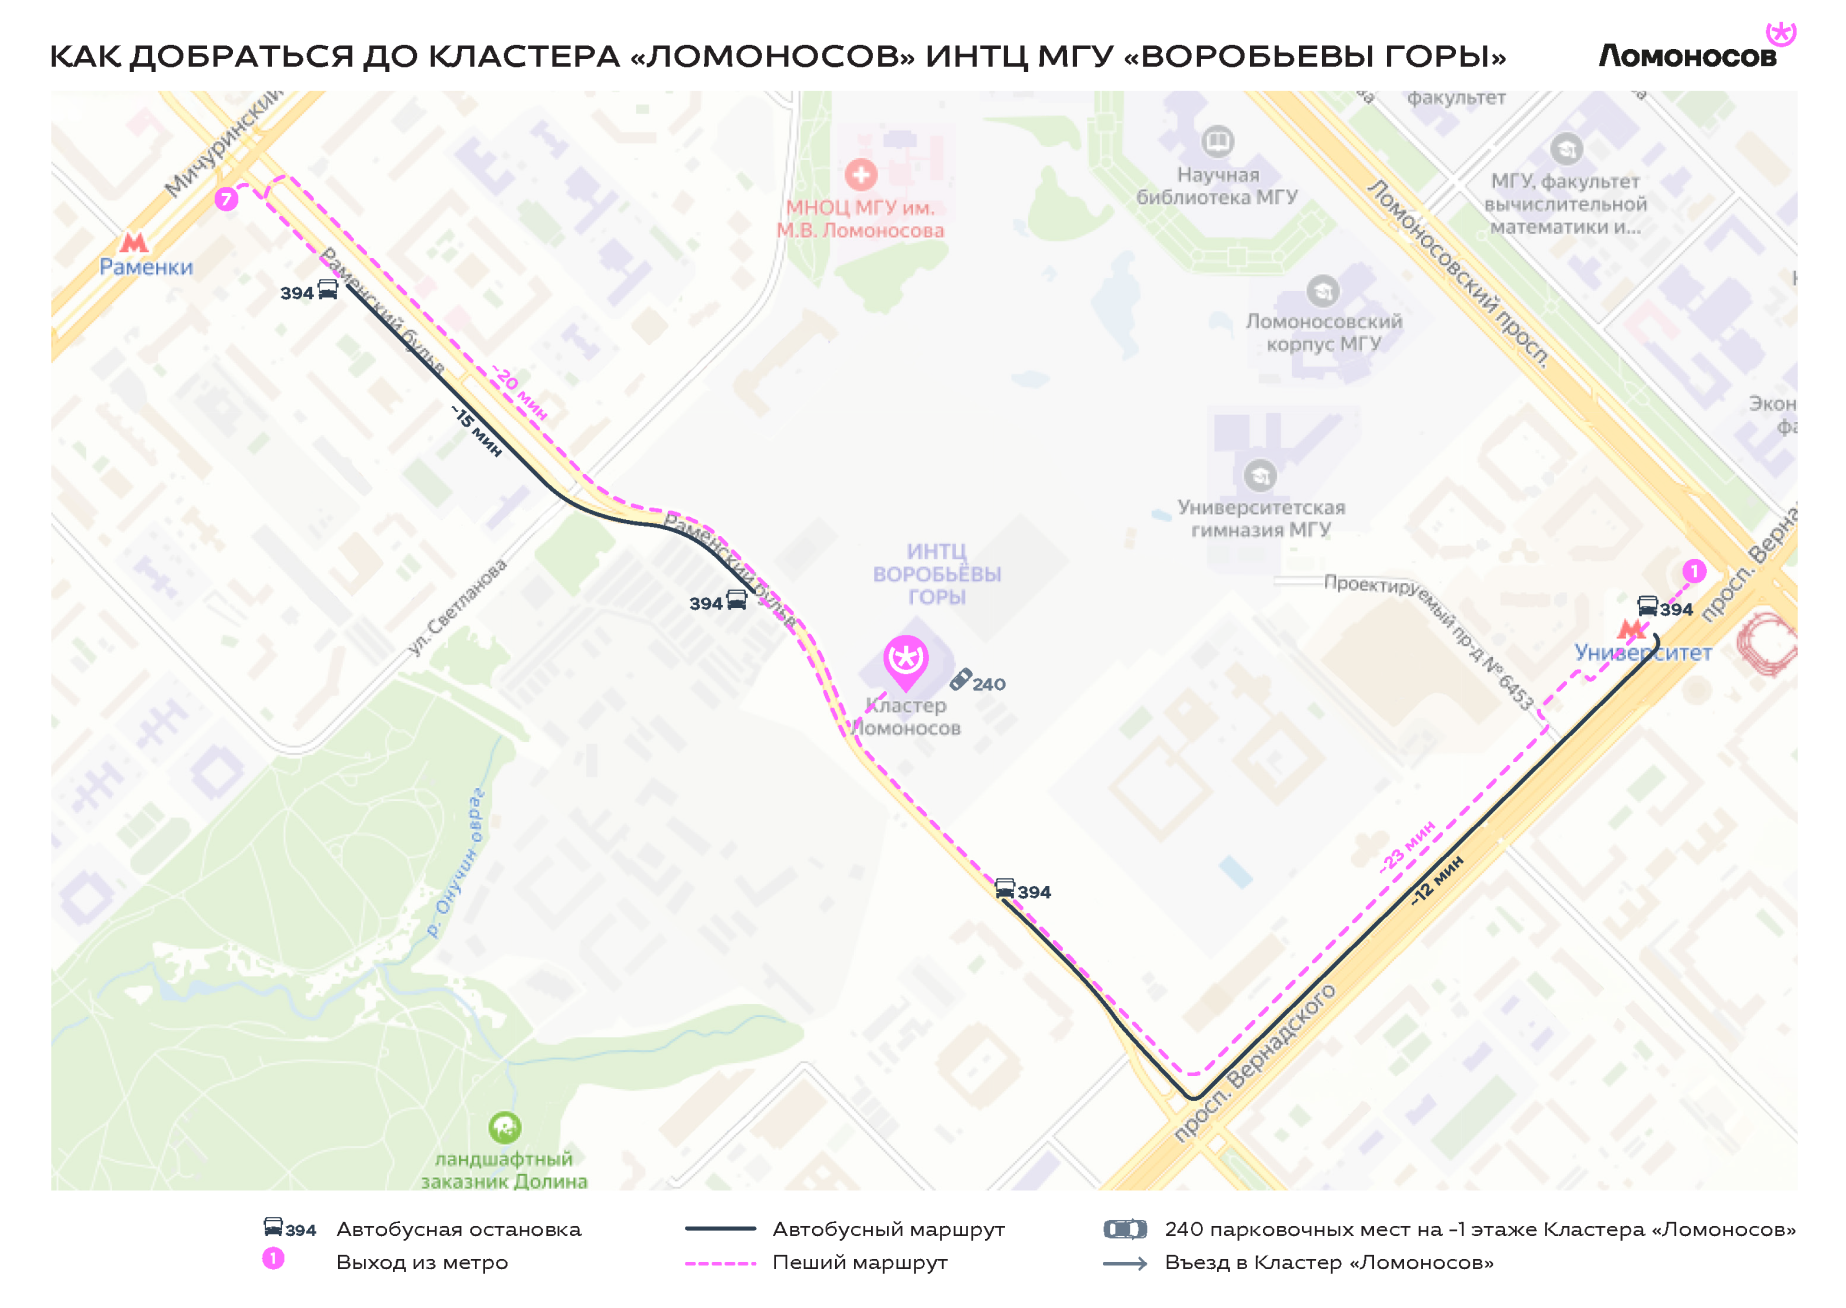 КАК ДОБРАТЬСЯ ДО КЛАСТЕРА «ЛОМОНОСОВ» ИНТЦ МГУ «ВОРОБЬЕВЫ ГОРЫ»
Ломоносов
Мичуринский
7
Раменки
394
Раменский бульв
~20 мин
~15 мин
МНОЦ МГУ им.
М.В. Ломоносова
Научная
библиотека МГУ
факультет
МГУ, факультет
вычислительной
математики и...
Ломоносовский просп.
Ломоносовский
корпус МГУ
Университетская
гимназия МГУ
Экон
фа
Проектируемый пр-д № 6453
просп. Верна
1
394
Университет
Раменский бульв
394
ул. Светланова
ИНТЦ
ВОРОБЬЁВЫ
ГОРЫ
240
Кластер
Ломоносов
р. Онучин овраг
394
~23 мин
~12 мин
просп. Вернадского
ландшафтный
заказник Долина
394 Автобусная остановка
1 Выход из метро
Автобусный маршрут
Пеший маршрут
240 парковочных мест на -1 этаже Кластера «Ломоносов»
Въезд в Кластер «Ломоносов»